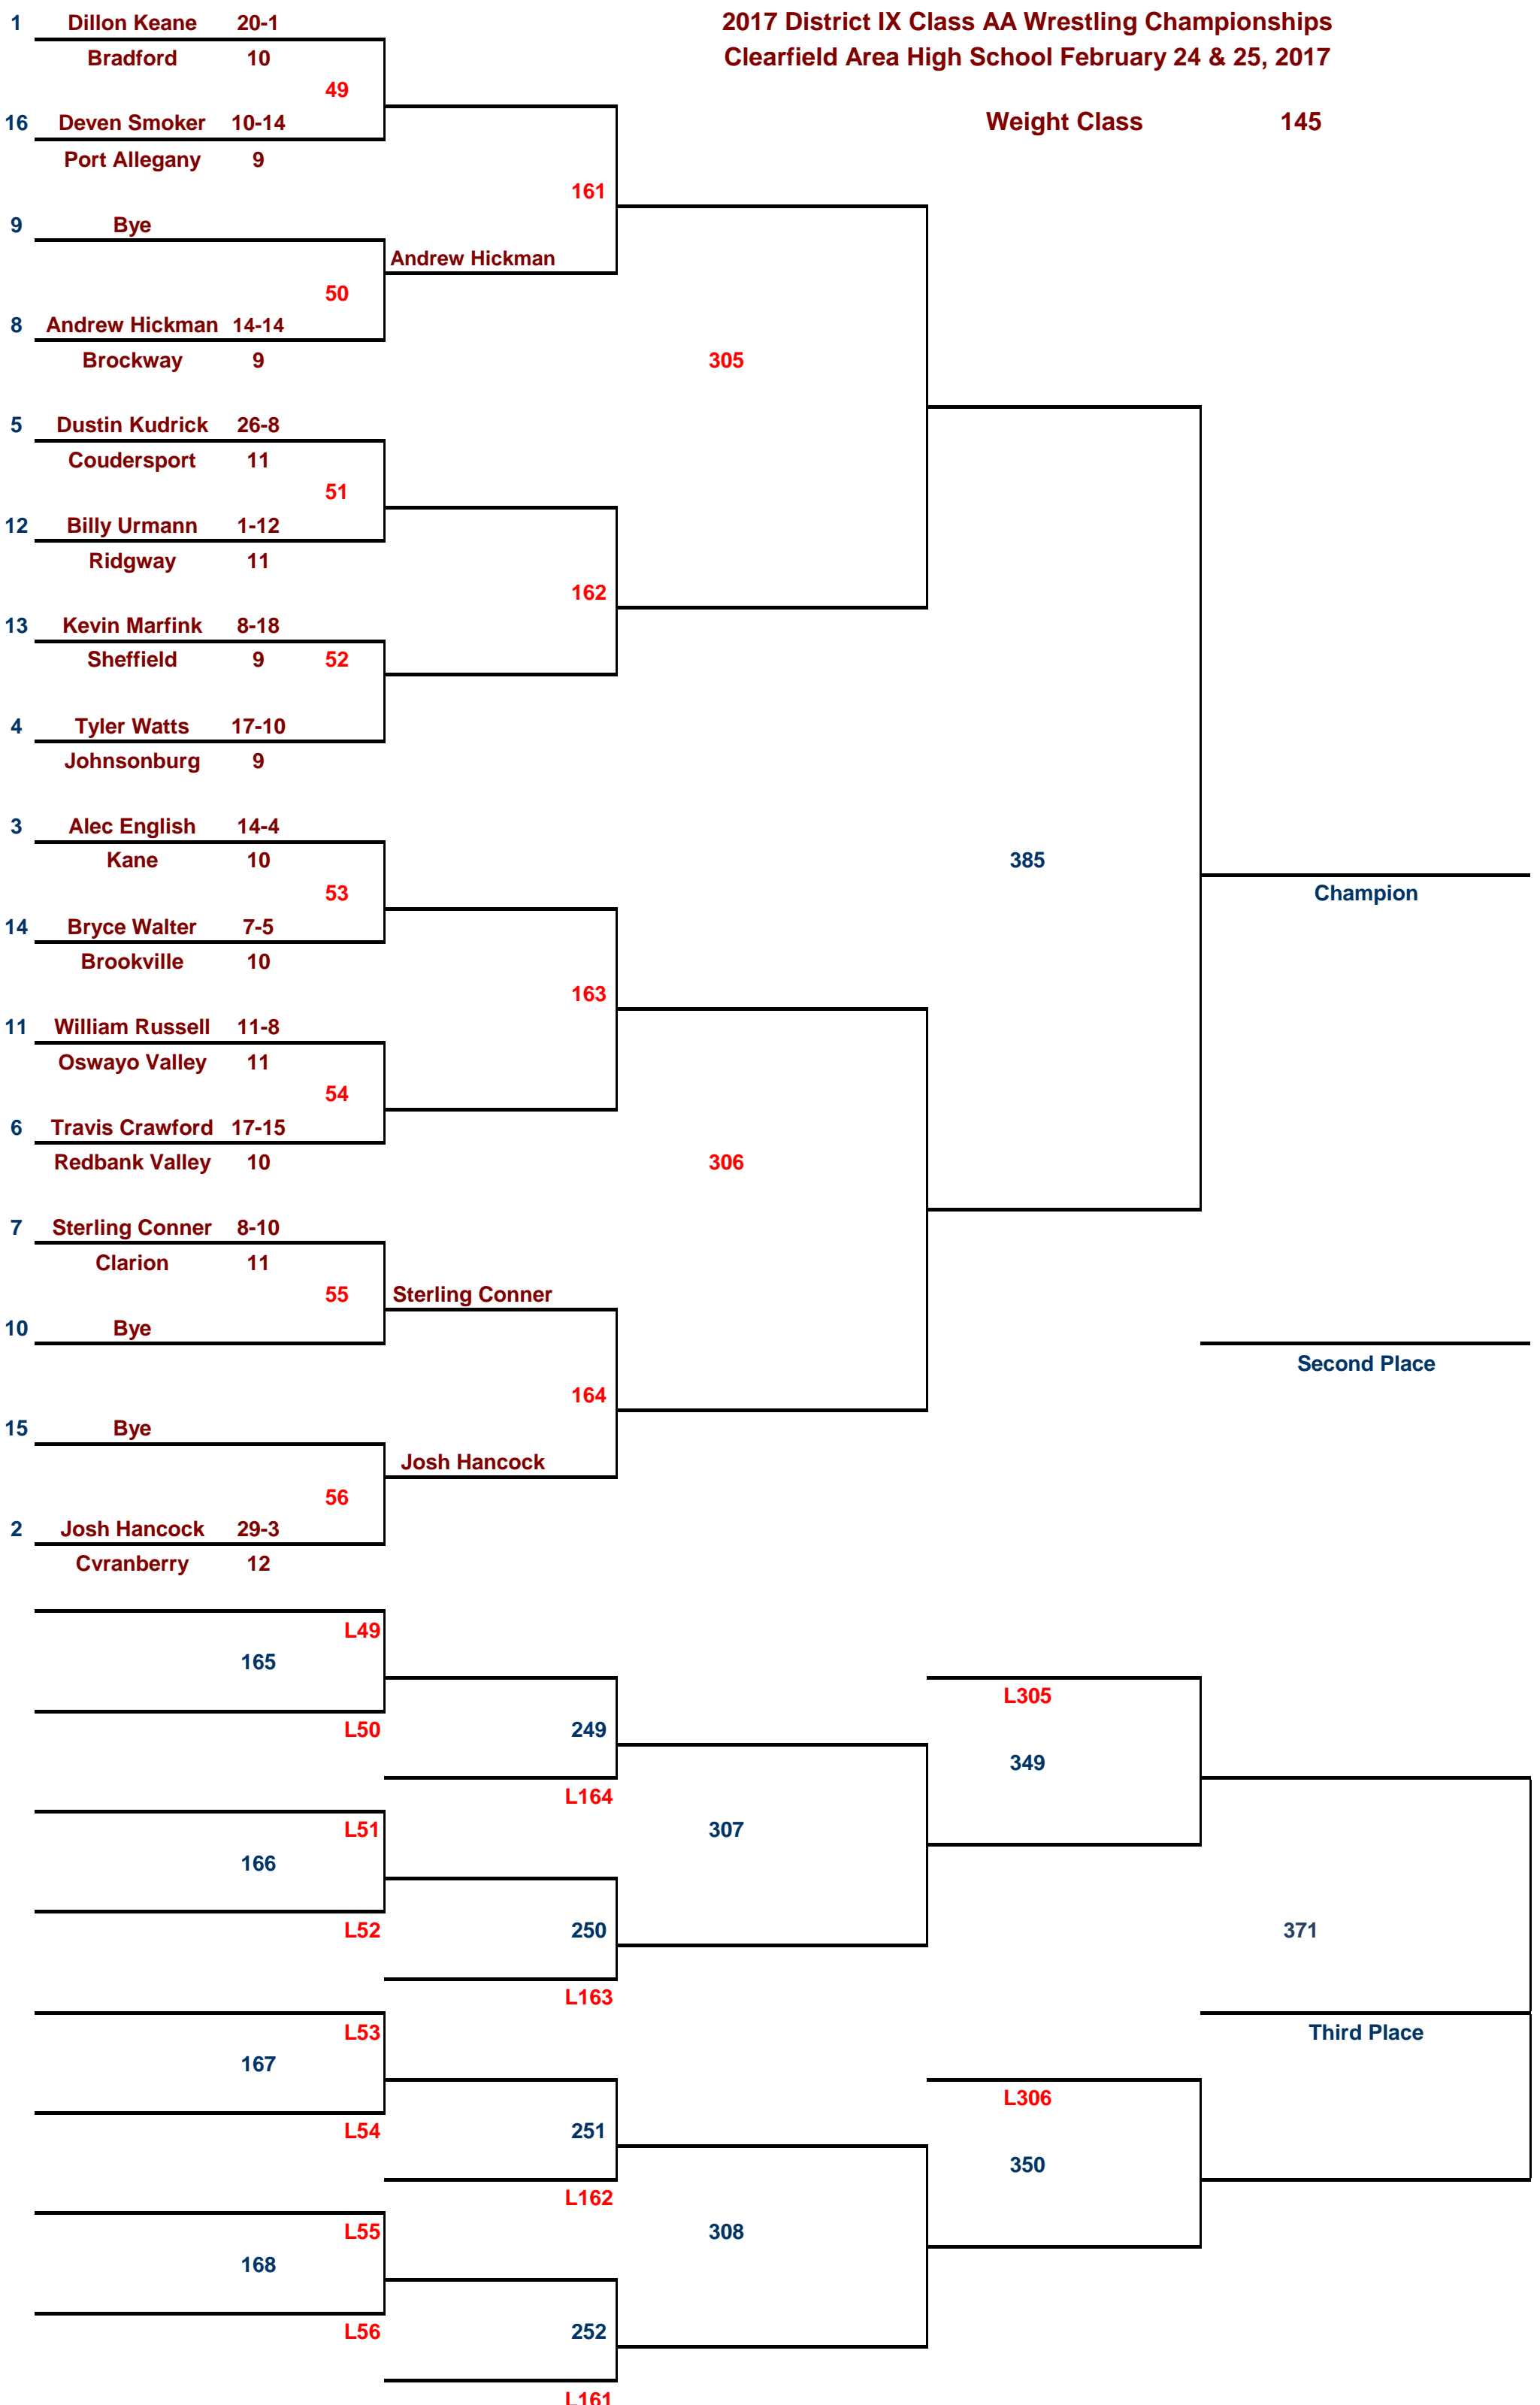 2017 District IX Class AA Wrestling Championships
Clearfield Area High School February 24 & 25, 2017
Weight Class 145
1 Dillon Keane 20-1
Bradford 10
49
16 Deven Smoker 10-14
Port Allegany 9
161
9 Bye
Andrew Hickman
50
8 Andrew Hickman 14-14
Brockway 9
305
5 Dustin Kudrick 26-8
Coudersport 11
51
12 Billy Urmann 1-12
Ridgway 11
162
13 Kevin Marfink 8-18
Sheffield 9 52
4 Tyler Watts 17-10
Johnsonburg 9
3 Alec English 14-4
Kane 10
385
53
Champion
14 Bryce Walter 7-5
Brookville 10
163
11 William Russell 11-8
Oswayo Valley 11
54
6 Travis Crawford 17-15
Redbank Valley 10
306
7 Sterling Conner 8-10
Clarion 11
55 Sterling Conner
10 Bye
Second Place
164
15 Bye
Josh Hancock
56
2 Josh Hancock 29-3
Cvranberry 12
L49
165
L305
L50 249
349
L164
L51 307
166
L52 250 371
L163
L53 Third Place
167
L306
L54 251
350
L162
L55 308
168
L56 252
L161